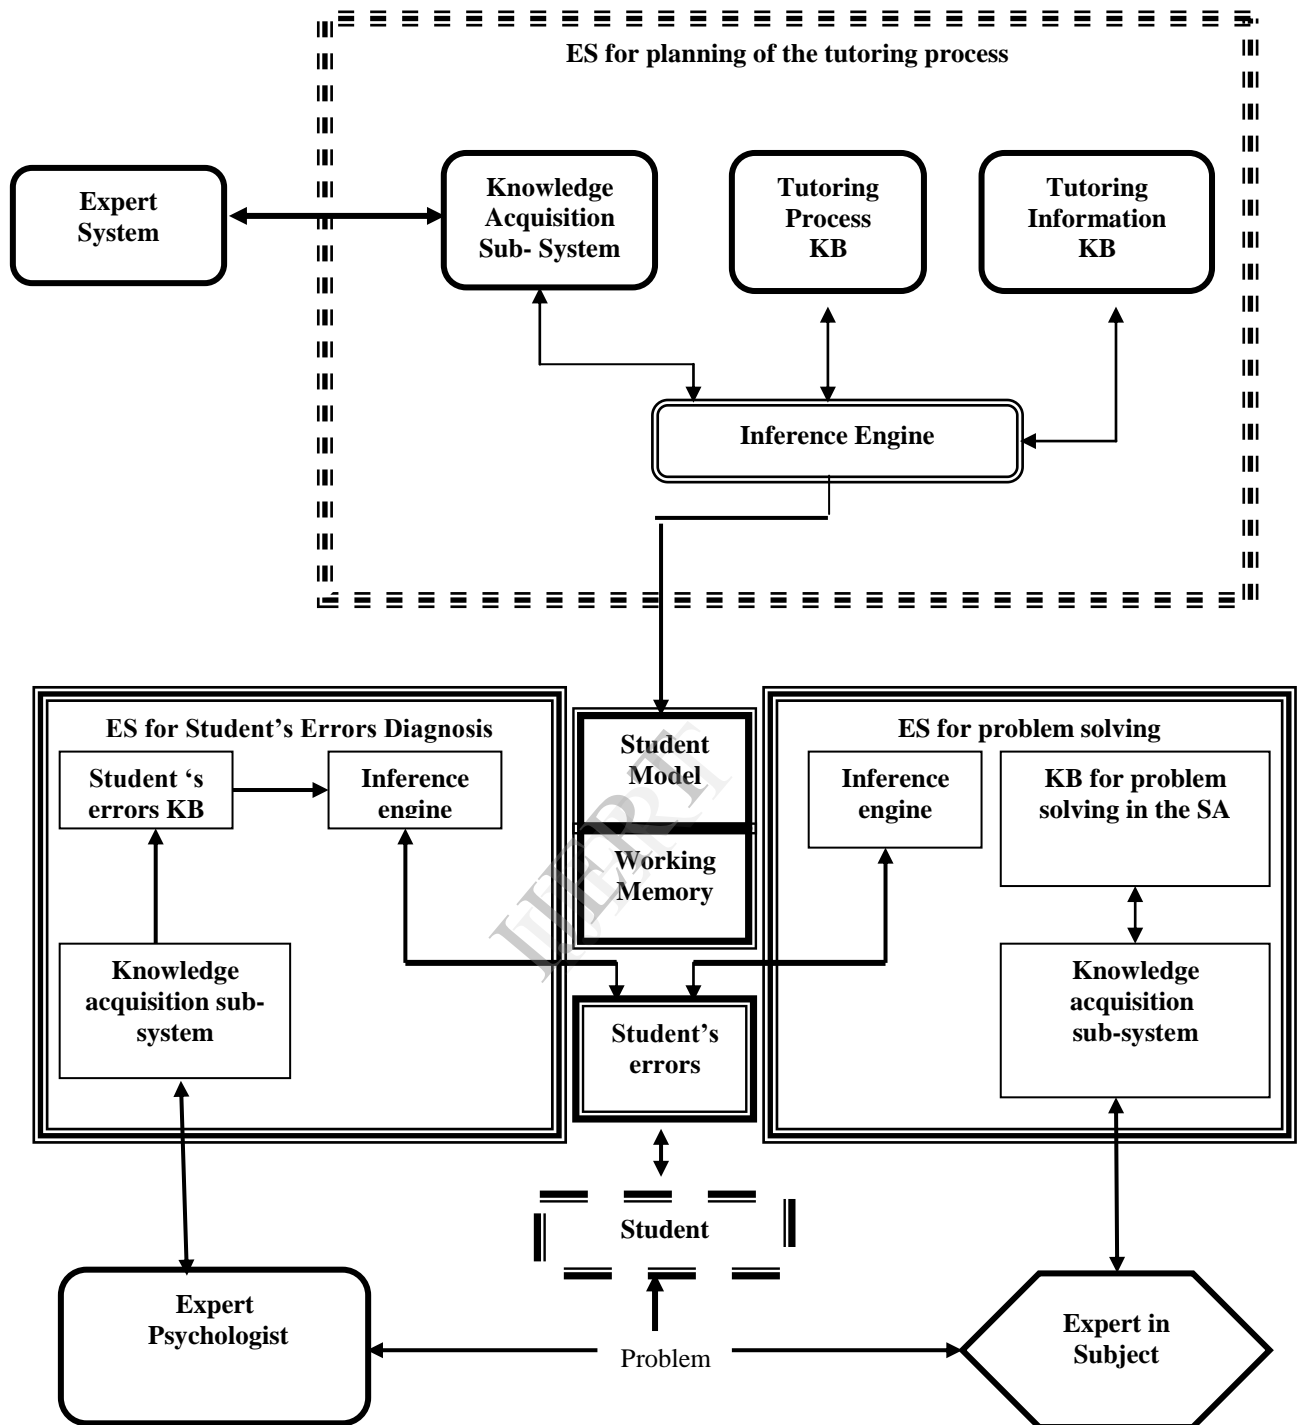 ES for planning of the tutoring process
Expert
System
Knowledge
Acquisition
Sub- System
Tutoring
Process
KB
Tutoring
Information
KB
Inference Engine
ES for Student’s Errors Diagnosis
Student ‘s
errors KB
Inference
engine
Knowledge
acquisition sub-
system
Student
Model
Working
Memory
Student’s
errors
ES for problem solving
Inference
engine
KB for problem
solving in the SA
Knowledge
acquisition
sub-system
IJERT
Student
Expert
Psychologist
Problem
Expert in
Subject